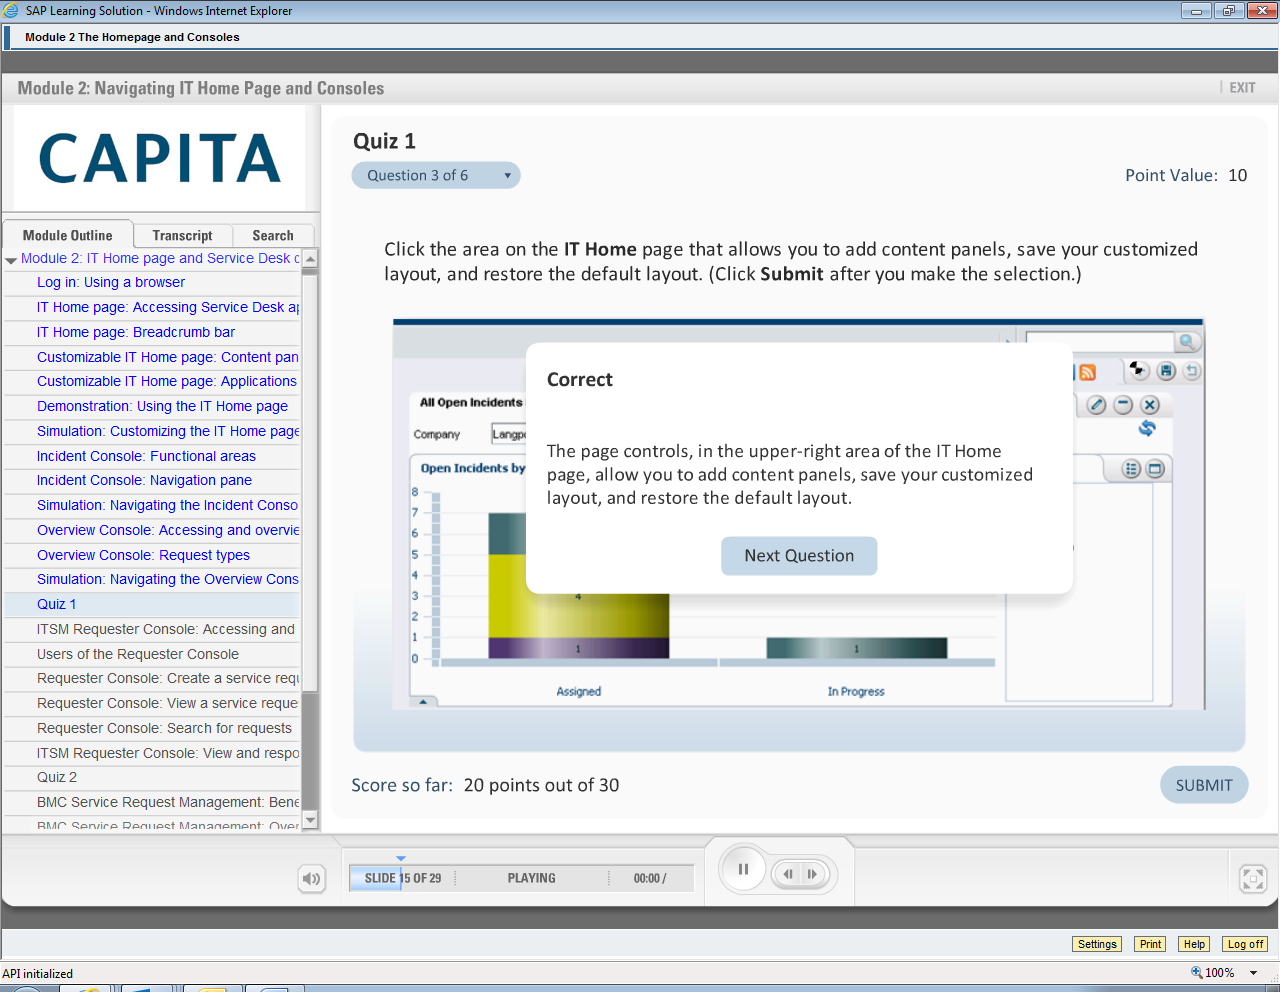 SAP Learning Solution - Windows Internet Explorer
Module 2 The Homepage and Consoles
Module 2: Navigating IT Home Page and Consoles
EXIT
CAPITA
Module Outline
Transcript
Search
Module 2: IT Home page and Service Desk c
Log in: Using a browser
IT Home page: Accessing Service Desk ap
IT Home page: Breadcrumb bar
Customizable IT Home page: Content pan
Customizable IT Home page: Applications
Demonstration: Using the IT Home page
Simulation: Customizing the IT Home page
Incident Console: Functional areas
Incident Console: Navigation pane
Simulation: Navigating the Incident Conso
Overview Console: Accessing and overvie
Overview Console: Request types
Simulation: Navigating the Overview Cons
Quiz 1
ITSM Requester Console: Accessing and
Users of the Requester Console
Requester Console: Create a service requ
Requester Console: View a service reque
Requester Console: Search for requests
ITSM Requester Console: View and respo
Quiz 2
BMC Service Request Management: Bene
BMC Service Request Management: Over
Quiz 1
Question 3 of 6
Point Value: 10
Click the area on the IT Home page that allows you to add content panels, save your customized
layout, and restore the default layout. (Click Submit after you make the selection.)
All Open Incidents
Company
Langp
Open Incidents by
8
7
6
5
4
3
2
1
0
4
1
1
Assigned
In Progress
Correct
The page controls, in the upper-right area of the IT Home
page, allow you to add content panels, save your customized
layout, and restore the default layout.
Next Question
Score so far: 20 points out of 30
SUBMIT
SLIDE 15 OF 29
PLAYING
00:00 /
Settings
Print
Help
Log off
API initialized
100%